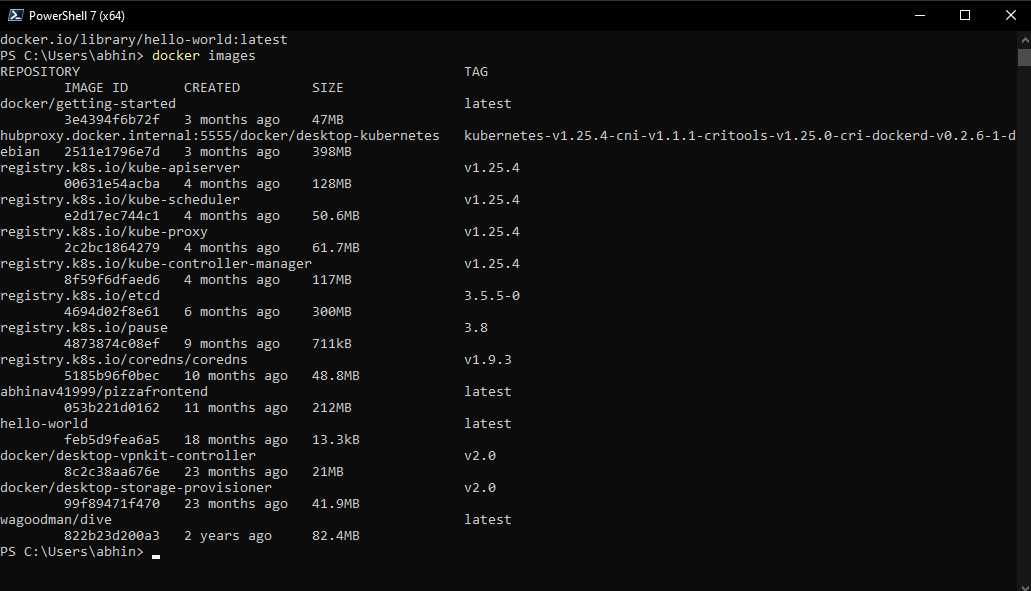 PowerShell 7 (x64)
docker.io/library/hello-world:latest
PS C:\Users\abhin> docker images
REPOSITORY TAG
IMAGE ID CREATED SIZE
docker/getting-started latest
3e4394f6b72f 3 months ago 47MB
hubproxy.docker.internal:5555/docker/desktop-kubernetes kubernetes-v1.25.4-cni-v1.1.1-critools-v1.25.0-cri-dockerd-v0.2.6-1-d
ebian 2511e1796e7d 3 months ago 398MB
registry.k8s.io/kube-apiserver v1.25.4
00631e54acba 4 months ago 128MB
registry.k8s.io/kube-scheduler v1.25.4
e2d17ec744c1 4 months ago 50.6MB
registry.k8s.io/kube-proxy v1.25.4
2c2bc1864279 4 months ago 61.7MB
registry.k8s.io/kube-controller-manager v1.25.4
8f59f6dfaed6 4 months ago 117MB
registry.k8s.io/etcd 3.5.5-0
4694d02f8e61 6 months ago 300MB
registry.k8s.io/pause 3.8
4873874c08ef 9 months ago 711kB
registry.k8s.io/coredns/coredns v1.9.3
5185b96f0bec 10 months ago 48.8MB
abhinav41999/pizzafrontend latest
053b221d0162 11 months ago 212MB
hello-world latest
feb5d9fea6a5 18 months ago 13.3kB
docker/desktop-vpnkit-controller v2.0
8c2c38aa676e 23 months ago 21MB
docker/desktop-storage-provisioner v2.0
99f89471f470 23 months ago 41.9MB
wagoodman/dive latest
822b23d200a3 2 years ago 82.4MB
PS C:\Users\abhin>